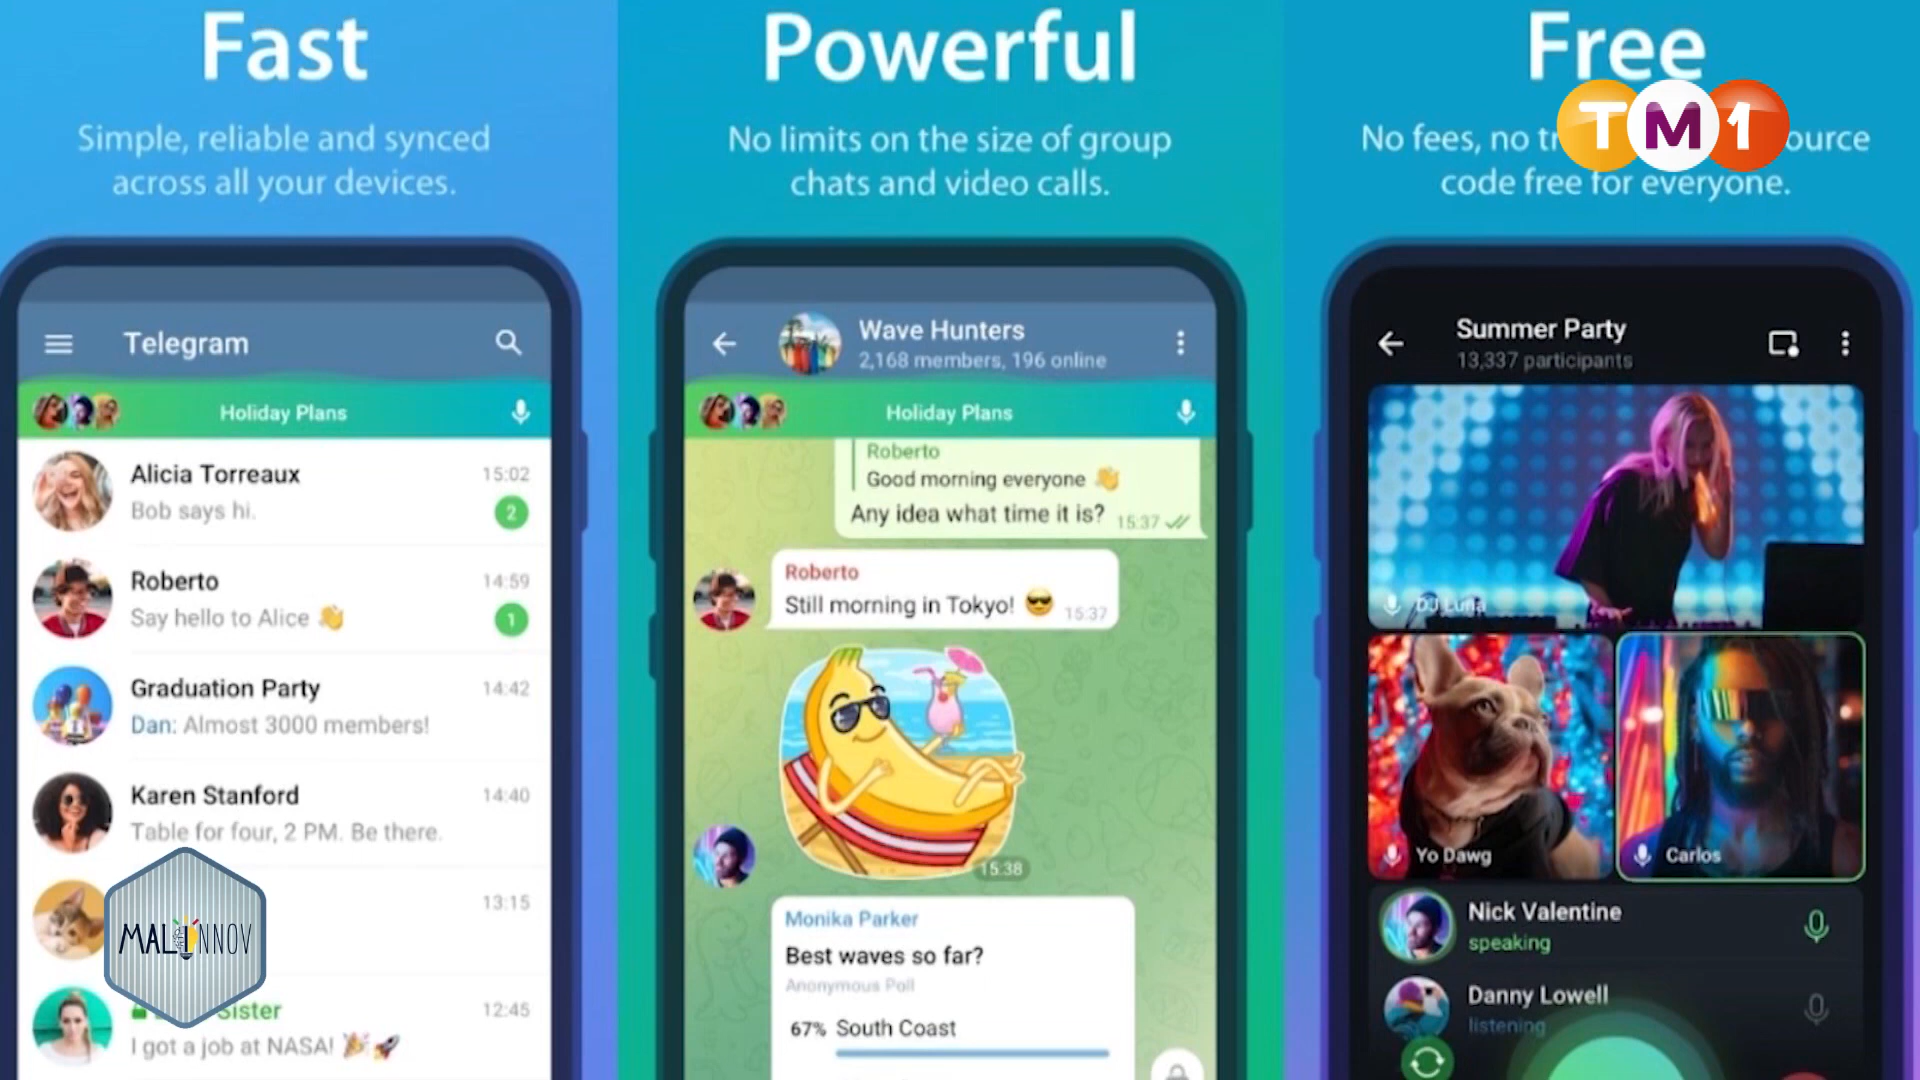 Fast
Simple, reliable and synced
across all your devices.
Telegram
Holiday Plans
Alicia Torreaux
15:02
Bob says hi.
2
Roberto
14:59
Say hello to Alice 👋
1
Graduation Party
14:42
Dan: Almost 3000 members!
Karen Stanford
14:40
Table for four, 2 PM. Be there.
13:15
MALINNOV
Sister
12:45
I got a job at NASA! 🎉🚀
Powerful
No limits on the size of group
chats and video calls.
Wave Hunters
2,168 members, 196 online
Holiday Plans
Roberto
Good morning everyone 👋
Any idea what time it is?
15:37
Roberto
Still morning in Tokyo! 😎
15:37
15:38
Monika Parker
Best waves so far?
Anonymous Poll
67% South Coast
Free
TM1
No fees, no
code free for everyone.
Summer Party
13,337 participants
DJ Luna
Yo Dawg
Carlos
Nick Valentine
speaking
Danny Lowell
listening